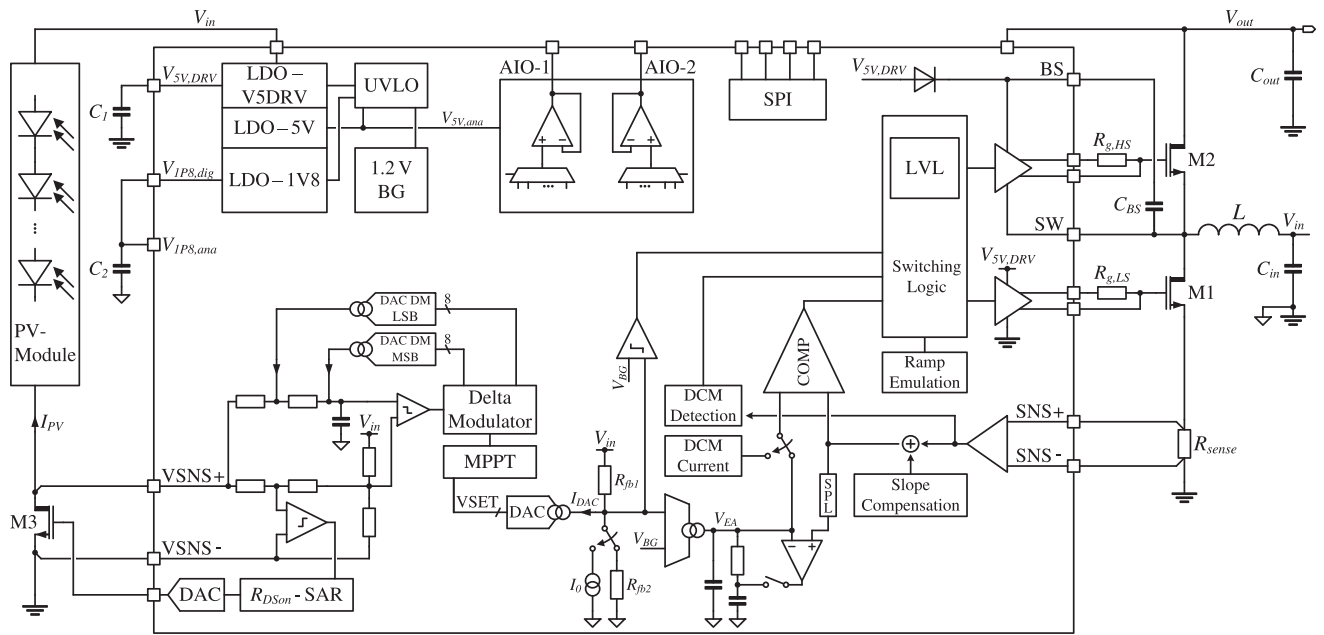 V_in
V_out
V_5V,DRV
LDO–
V5DRV
UVLO
AIO-1
AIO-2
V_5V,DRV
BS
C_out
C_1
LDO–5V
V_5V,ana
+ −
− +
SPI
LVL
R_g,HS
M2
V_1P8,dig
LDO–1V8
1.2 V
BG
...
...
...
C_BS
SW
L
V_in
V_1P8,ana
C_2
Switching
Logic
V_5V,DRV
R_g,LS
M1
C_in
PV-
Module
DAC DM
LSB
8
DAC DM
MSB
8
V_BG
COMP
Ramp
Emulation
Delta
Modulator
DCM
Detection
I_PV
V_in
MPPT
V_in
DCM
Current
+
SNS+
SNS-
R_sense
VSNS+
VSET
DAC
I_DAC
R_fb1
V_EA
SPL
Slope
Compensation
M3
VSNS-
V_BG
− +
I_0
R_fb2
DAC
R_DSon - SAR